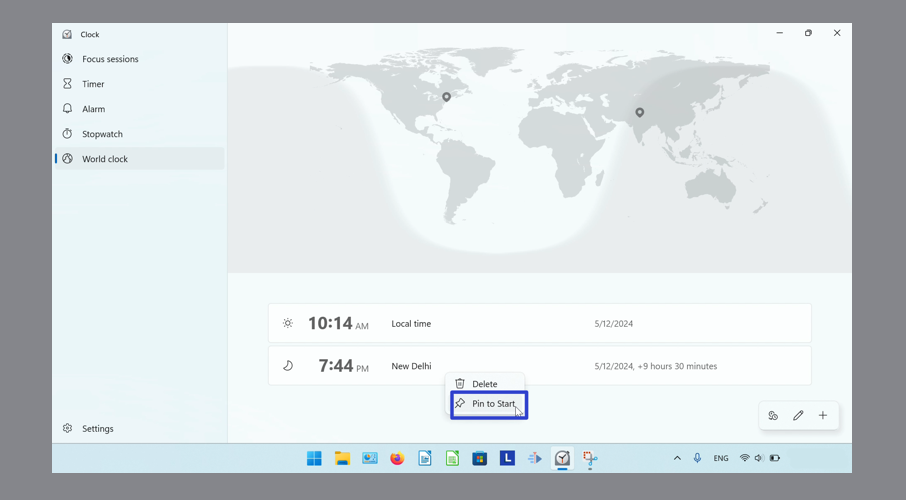 Clock
Focus sessions
Timer
Alarm
Stopwatch
World clock
10:14 AM Local time 5/12/2024
7:44 PM New Delhi 5/12/2024, +9 hours 30 minutes
Delete
Pin to Start
Settings
L
ENG